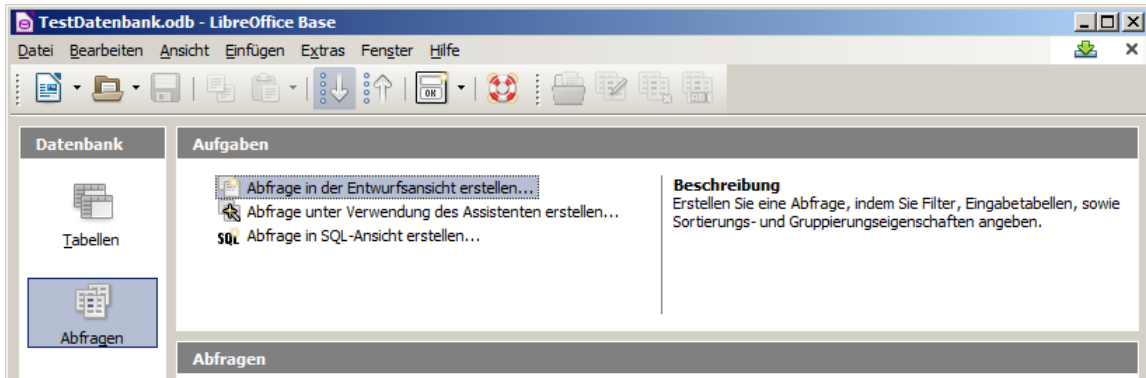 TestDatenbank.odb - LibreOffice Base
Datei Bearbeiten Ansicht Einfügen Extras Fenster Hilfe
OK
Datenbank
Aufgaben
Abfrage in der Entwurfsansicht erstellen...
Abfrage unter Verwendung des Assistenten erstellen...
SQL Abfrage in SQL-Ansicht erstellen...
Beschreibung
Erstellen Sie eine Abfrage, indem Sie Filter, Eingabetabellen, sowie
Sortierungs- und Gruppierungseigenschaften angeben.
Tabellen
Abfragen
Abfragen